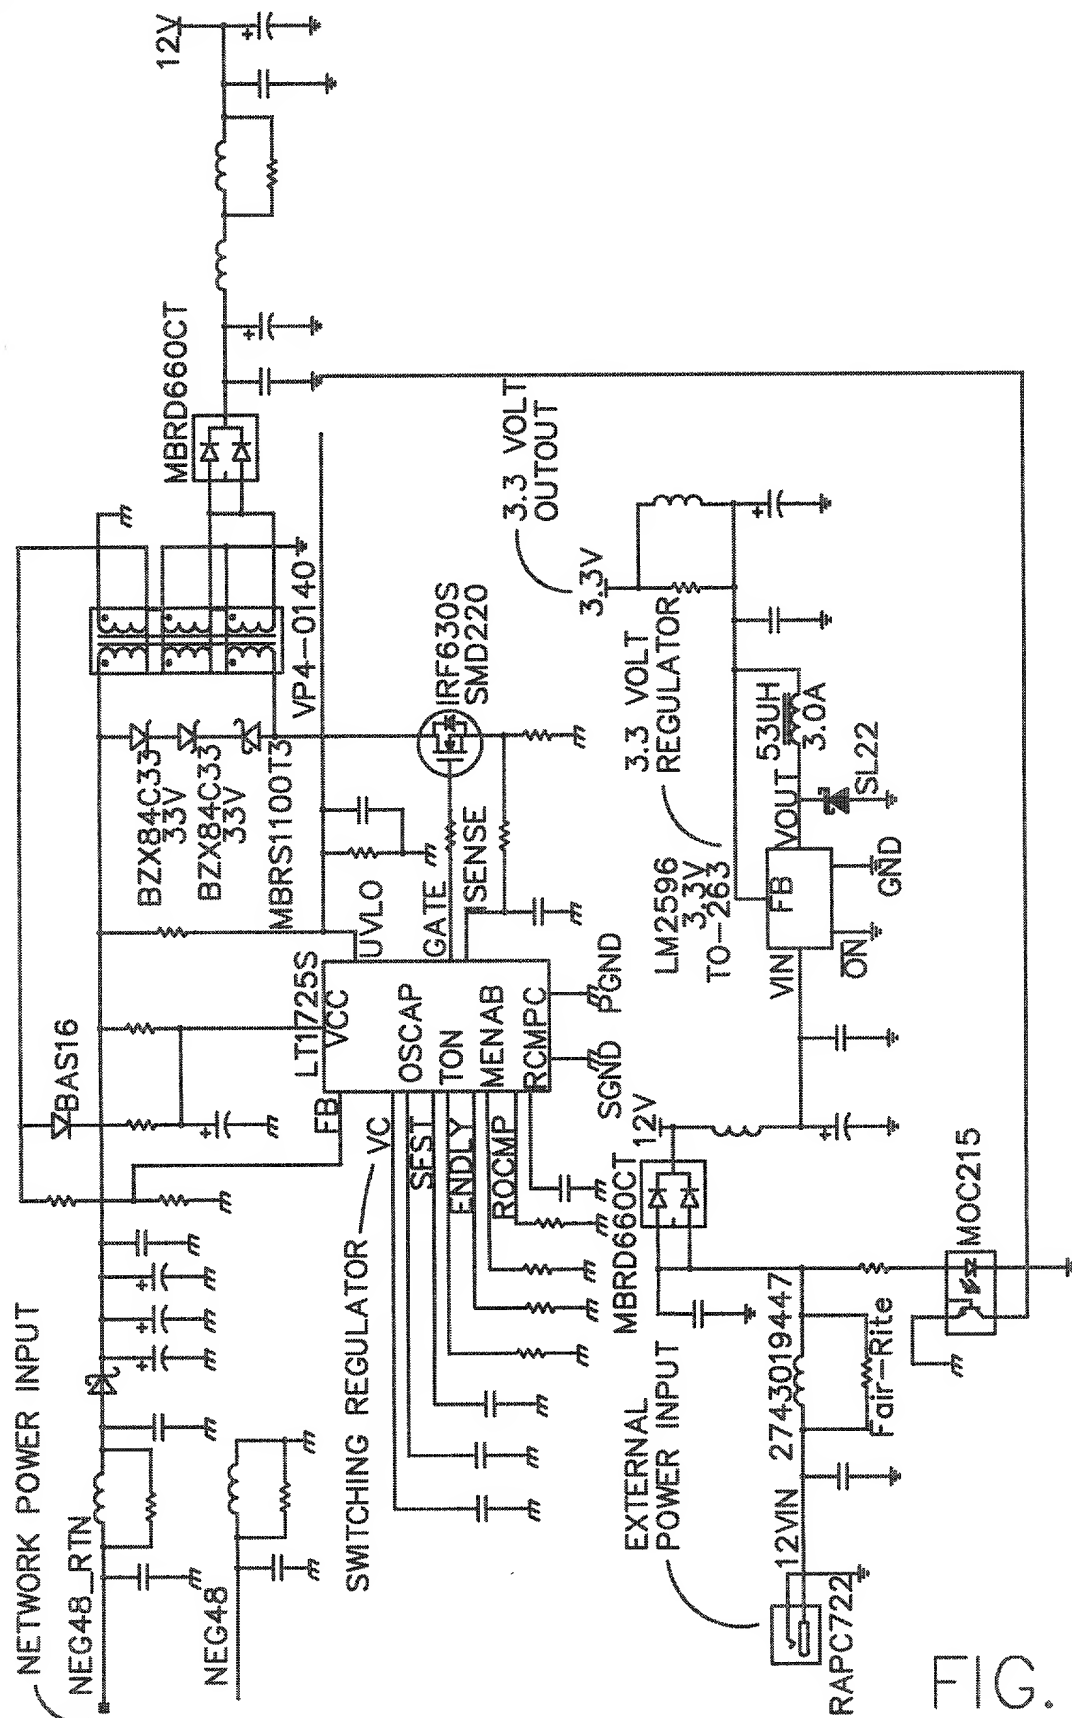 NETWORK POWER INPUT
NEG48_RTN
NEG48
BAS16
BZX84C33
33V
BZX84C33
33V
MBRS1100T3
VP4-0140
MBRD660CT
12V
SWITCHING REGULATOR
LT1725S
VCC
FB
VC
OSCAP
SFST
TON
ENDLY
MENAB
ROCMP
RCMPC
SGND
PGND
UVLO
GATE
ISENSE
IRF630S
SMD220
3.3 VOLT
OUTOUT
3.3V
3.3 VOLT
REGULATOR
LM2596
3.3V
TO-263
VIN
FB
VOUT
ON
GND
53UH
3.0A
SL22
12V
MBRD660CT
EXTERNAL
POWER INPUT
12VIN
2743019447
Fair-Rite
RAPC722
MOC215
FIG.